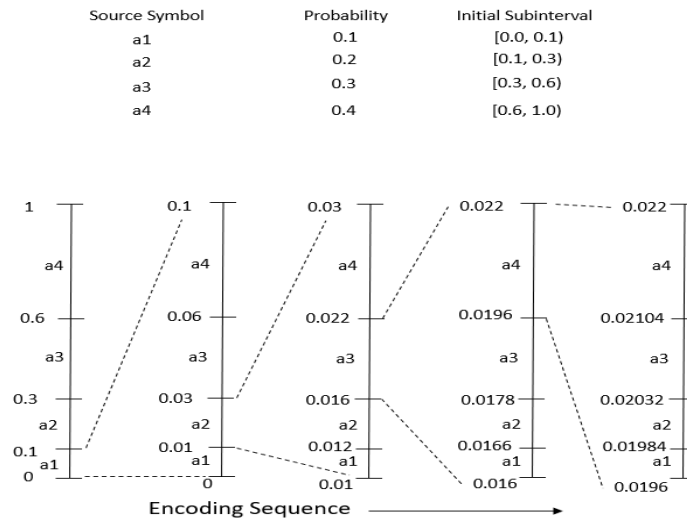 Source Symbol Probability Initial Subinterval
a1 0.1 [0.0, 0.1)
a2 0.2 [0.1, 0.3)
a3 0.3 [0.3, 0.6)
a4 0.4 [0.6, 1.0)
1 0.1 0.03 0.022 0.022
a4 a4 a4 a4 a4
0.6 0.06 0.022 0.0196 0.02104
a3 a3 a3 a3 a3
0.3 0.03 0.016 0.0178 0.02032
a2 a2 a2 a2 a2
0.1 0.01 0.012 0.0166 0.01984
a1 a1 a1 a1 a1
0 0 0.01 0.016 0.0196
Encoding Sequence